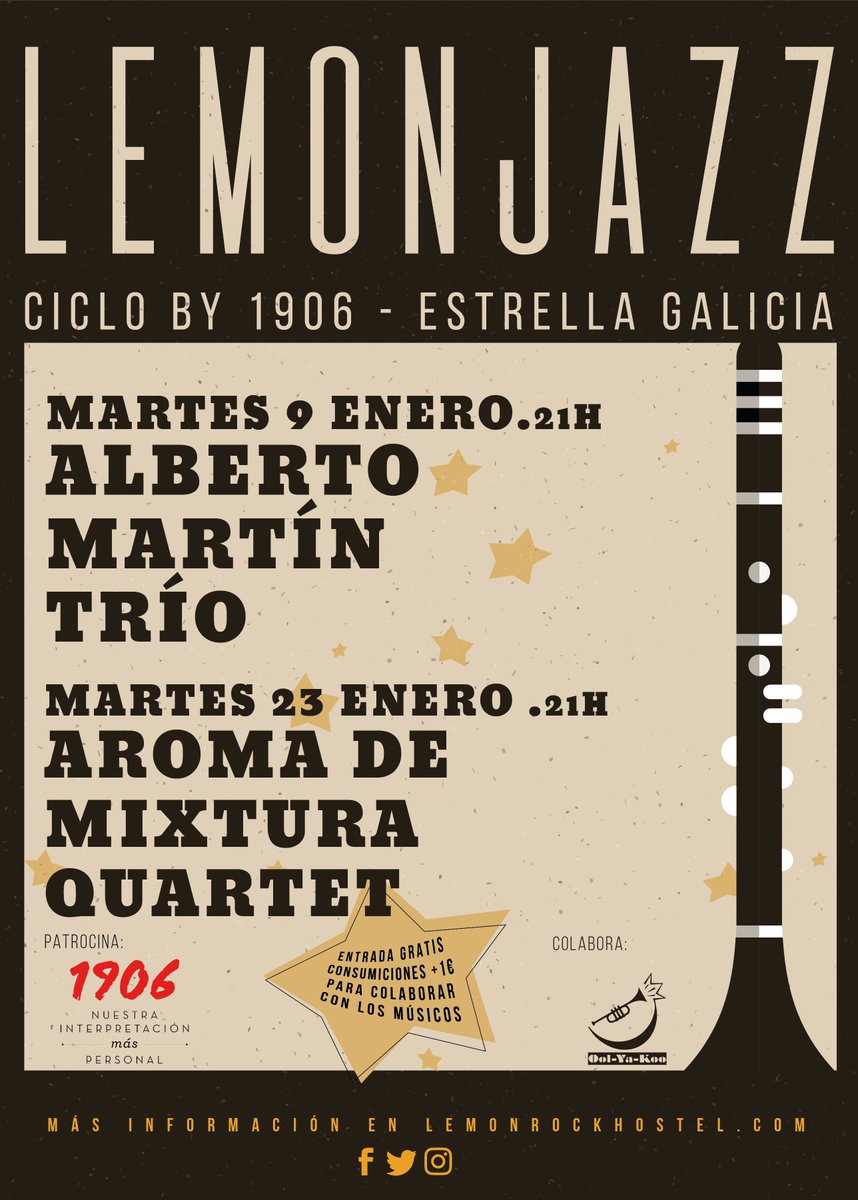 LEMONJAZZ
CICLO BY 1906 - ESTRELLA GALICIA
MARTES 9 ENERO.21H
ALBERTO
MARTÍN
TRÍO
MARTES 23 ENERO .21H
AROMA DE
MIXTURA
QUARTET
PATROCINA:
1906
NUESTRA
INTERPRETACIÓN
más
PERSONAL
ENTRADA GRATIS
CONSUMICIONES +1€
PARA COLABORAR
CON LOS MÚSICOS
COLABORA:
Ool-Ya-Koo
MÁS INFORMACIÓN EN LEMONROCKHOSTEL.COM